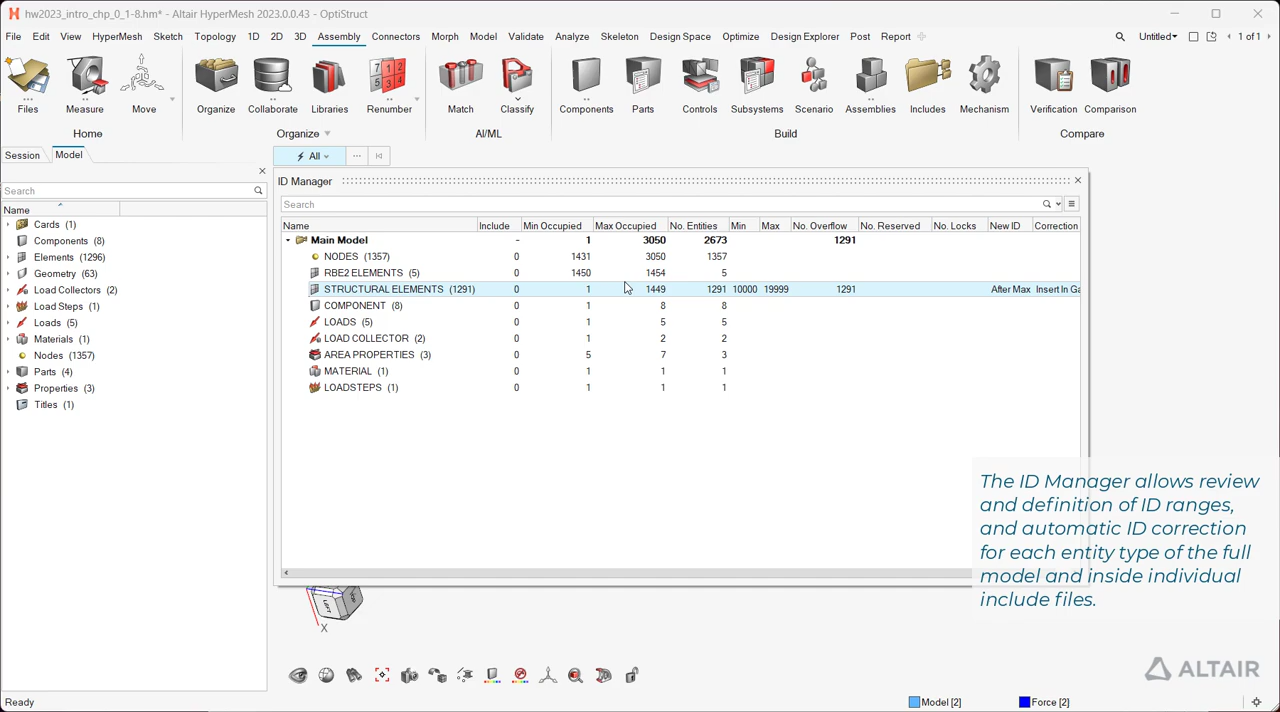 hw2023_intro_chp_0_1-8.hm* - Altair HyperMesh 2023.0.0.43 - OptiStruct
File Edit View HyperMesh Sketch Topology 1D 2D 3D Assembly Connectors Morph Model Validate Analyze Skeleton Design Space Optimize Design Explorer Post Report Untitled* 1 of 1
Files Measure Move Organize Collaborate Libraries Renumber Match Classify Components Parts Controls Subsystems Scenario Assemblies Includes Mechanism Verification Comparison
Home Organize AI/ML Build Compare
Session Model All ...
ID Manager
Search
Search
Name
Name Include Min Occupied Max Occupied No. Entities Min Max No. Overflow No. Reserved No. Locks New ID Correction
Cards (1)
Components (8)
Elements (1296)
Geometry (63)
Load Collectors (2)
Load Steps (1)
Loads (5)
Materials (1)
Nodes (1357)
Parts (4)
Properties (3)
Titles (1)
Main Model - 1 3050 2673 1291
NODES (1357) 0 1431 3050 1357
RBE2 ELEMENTS (5) 0 1450 1454 5
STRUCTURAL ELEMENTS (1291) 0 1 1449 1291 10000 19999 1291 After Max Insert In Ga
COMPONENT (8) 0 1 8 8
LOADS (5) 0 1 5 5
LOAD COLLECTOR (2) 0 1 2 2
AREA PROPERTIES (3) 0 5 7 3
MATERIAL (1) 0 1 1 1
LOADSTEPS (1) 0 1 1 1
The ID Manager allows review
and definition of ID ranges,
and automatic ID correction
for each entity type of the full
model and inside individual
include files.
LEFT
X
ALTAIR
Ready Model [2] Force [2]